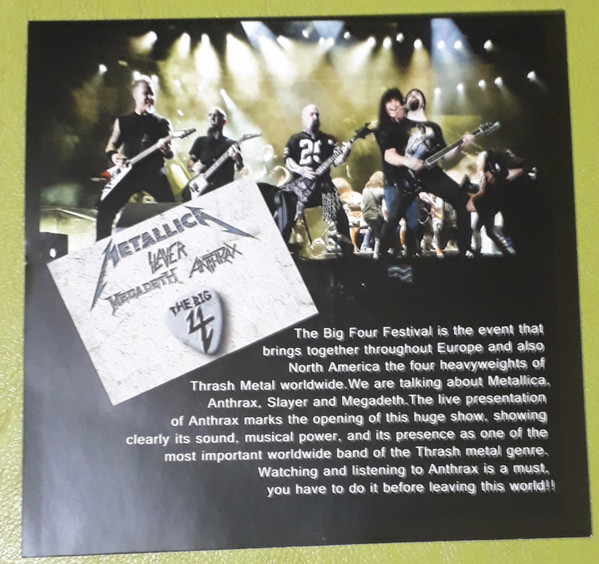 METALLICA
SLAYER
MEGADETH ANTHRAX
THE BIG
4
25
The Big Four Festival is the event that
brings together throughout Europe and also
North America the four heavyweights of
Thrash Metal worldwide.We are talking about Metallica,
Anthrax, Slayer and Megadeth.The live presentation
of Anthrax marks the opening of this huge show, showing
clearly its sound, musical power, and its presence as one of the
most important worldwide band of the Thrash metal genre.
Watching and listening to Anthrax is a must,
you have to do it before leaving this world!!